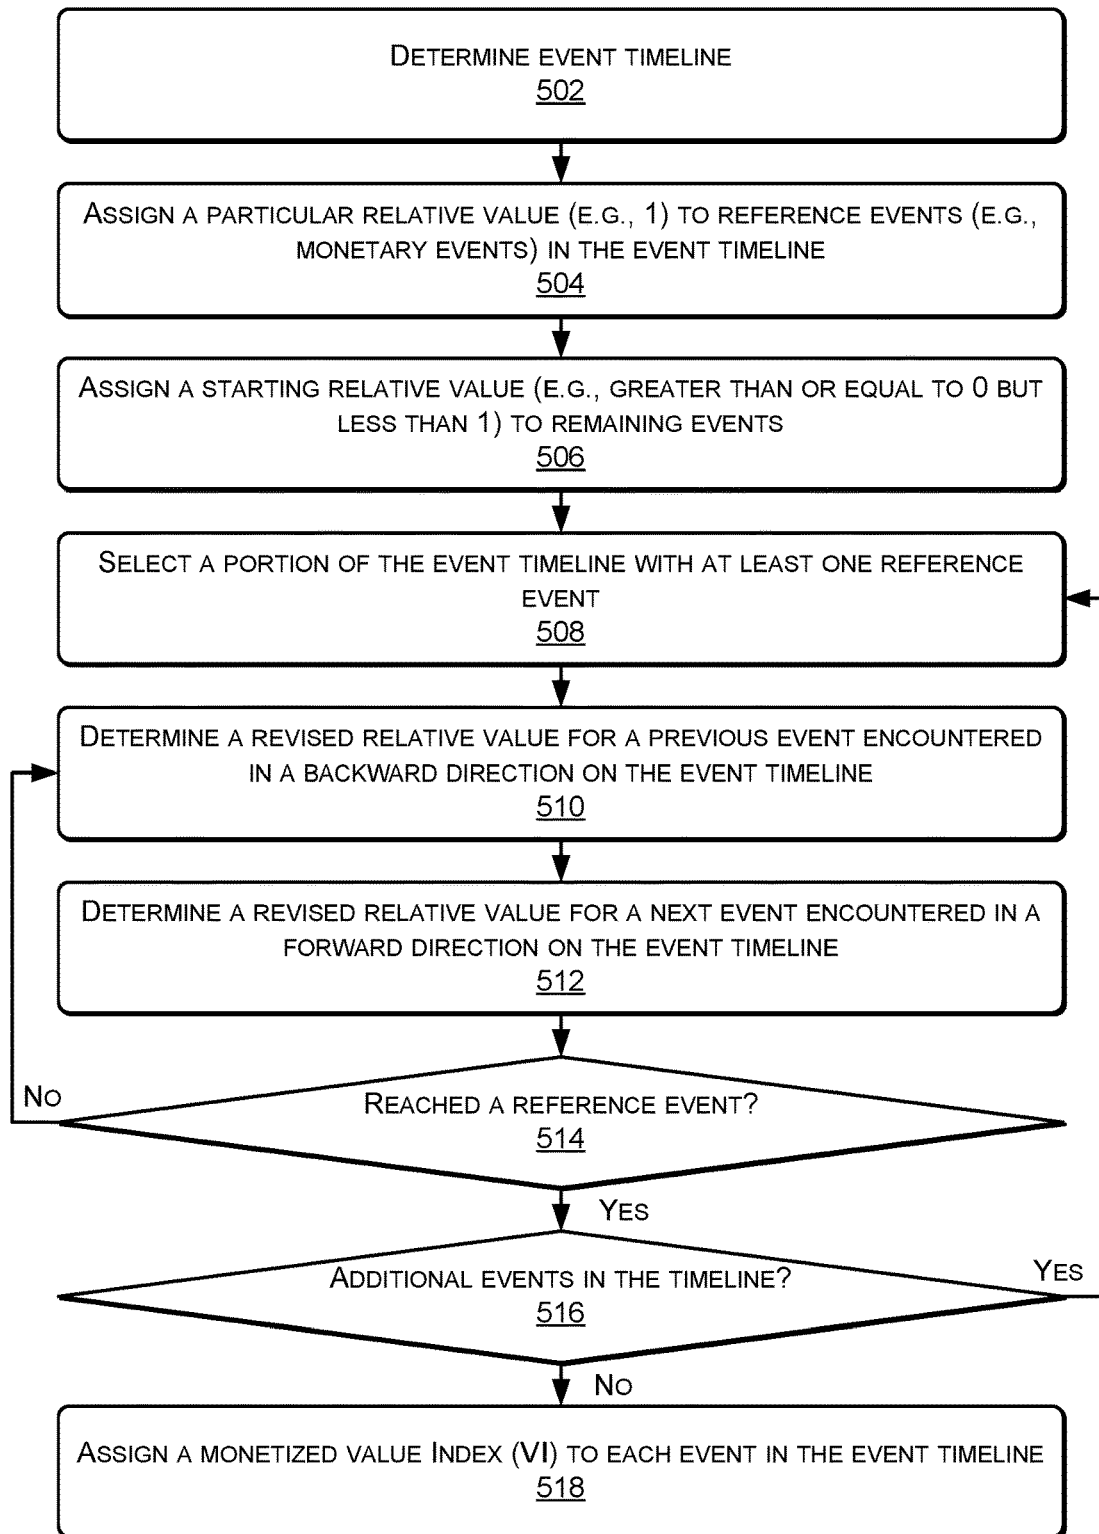 DETERMINE EVENT TIMELINE
502
ASSIGN A PARTICULAR RELATIVE VALUE (E.G., 1) TO REFERENCE EVENTS (E.G.,
MONETARY EVENTS) IN THE EVENT TIMELINE
504
ASSIGN A STARTING RELATIVE VALUE (E.G., GREATER THAN OR EQUAL TO 0 BUT
LESS THAN 1) TO REMAINING EVENTS
506
SELECT A PORTION OF THE EVENT TIMELINE WITH AT LEAST ONE REFERENCE
EVENT
508
DETERMINE A REVISED RELATIVE VALUE FOR A PREVIOUS EVENT ENCOUNTERED
IN A BACKWARD DIRECTION ON THE EVENT TIMELINE
510
DETERMINE A REVISED RELATIVE VALUE FOR A NEXT EVENT ENCOUNTERED IN A
FORWARD DIRECTION ON THE EVENT TIMELINE
512
NO
REACHED A REFERENCE EVENT?
514
YES
ADDITIONAL EVENTS IN THE TIMELINE?
516
YES
NO
ASSIGN A MONETIZED VALUE INDEX (VI) TO EACH EVENT IN THE EVENT TIMELINE
518